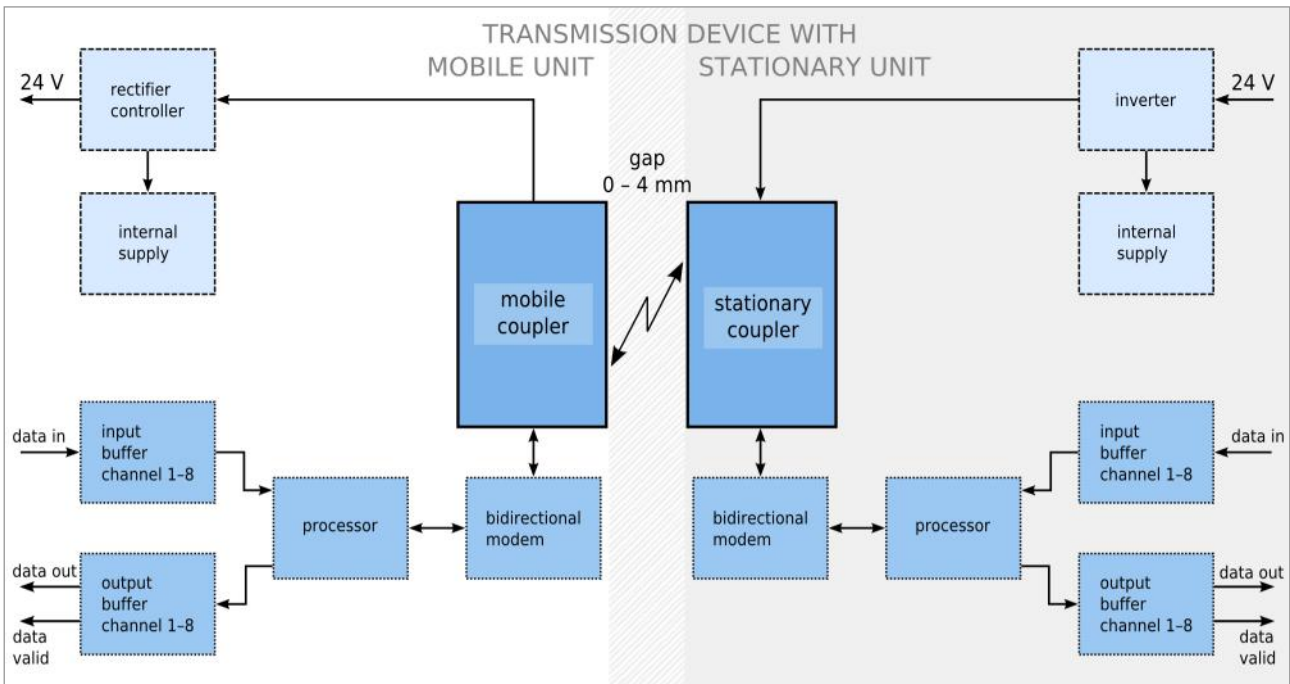 TRANSMISSION DEVICE WITH
MOBILE UNIT
STATIONARY UNIT
24 V
rectifier
controller
inverter
24 V
gap
0 – 4 mm
internal
supply
internal
supply
mobile
coupler
stationary
coupler
data in
input
buffer
channel 1–8
input
buffer
channel 1–8
data in
processor
bidirectional
modem
bidirectional
modem
processor
data out
data
valid
output
buffer
channel 1–8
output
buffer
channel 1–8
data out
data
valid